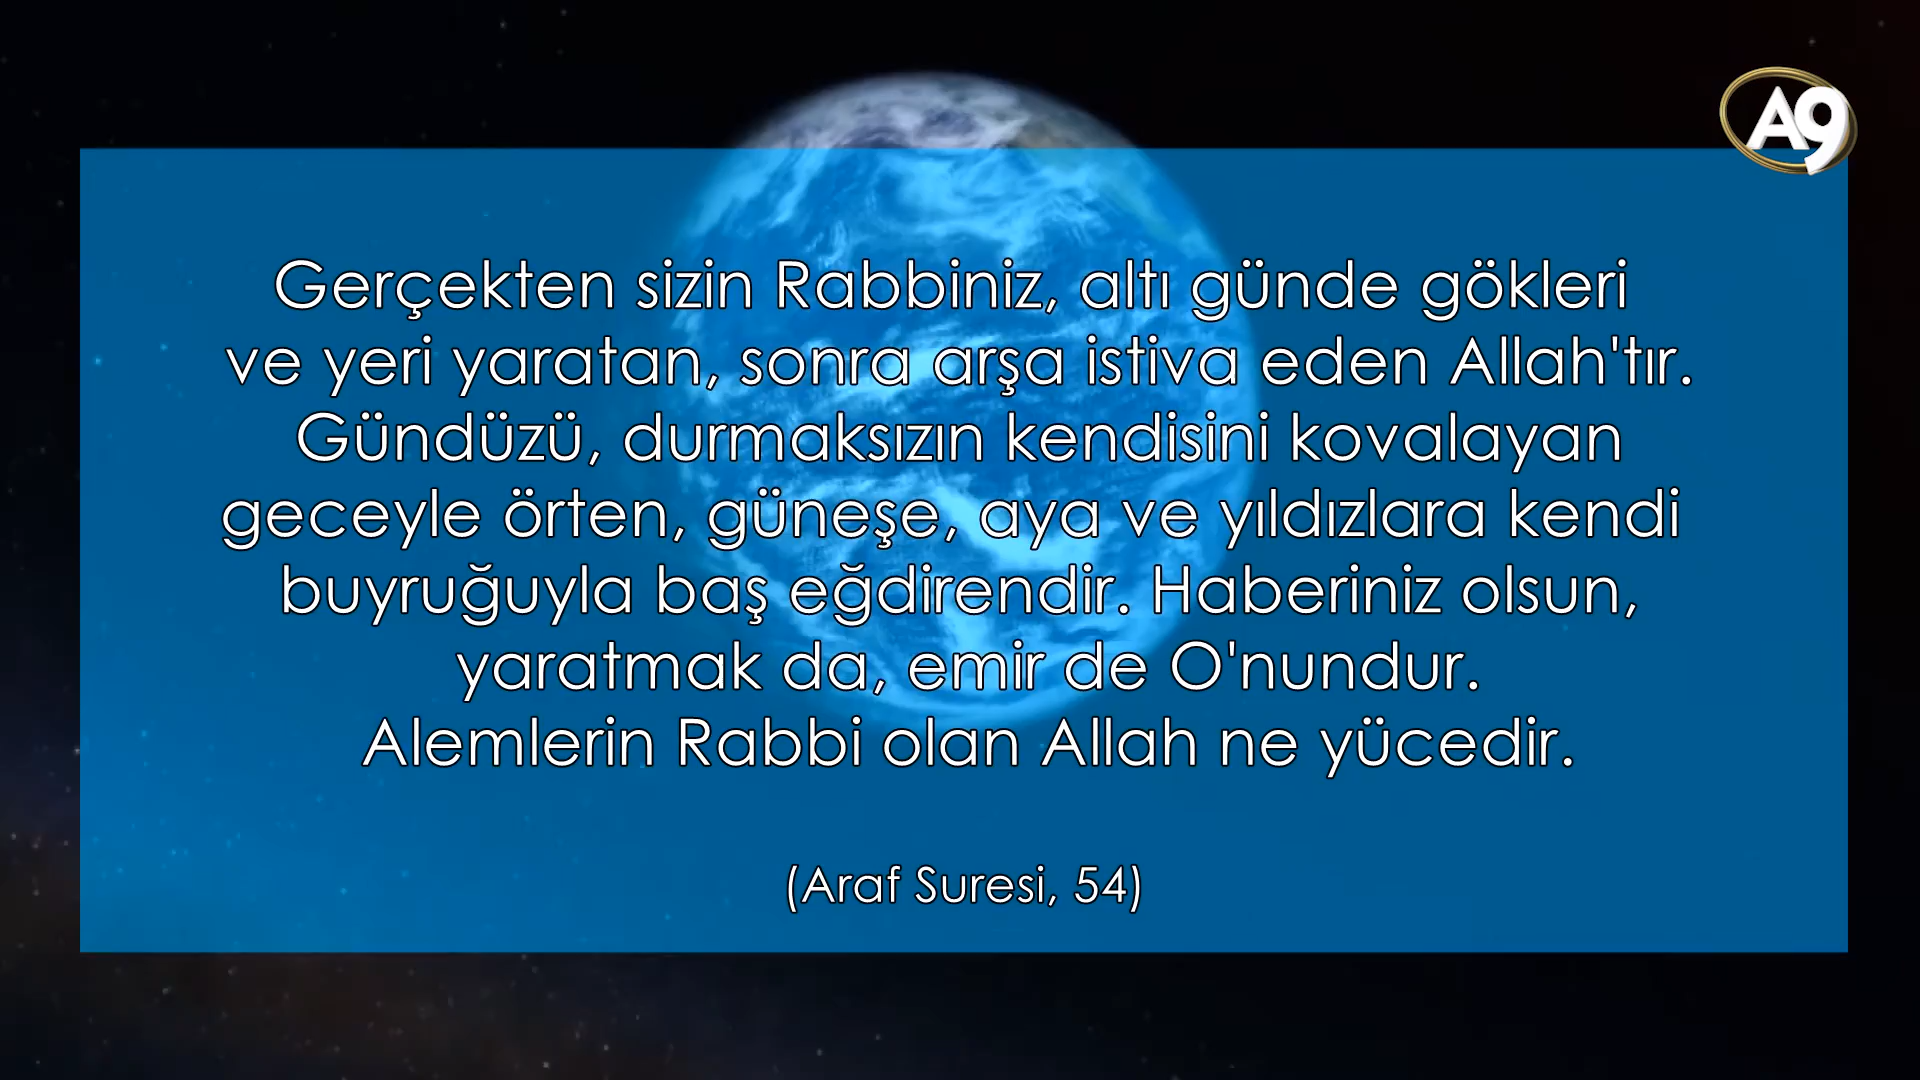 A9
Gerçekten sizin Rabbiniz, altı günde gökleri
ve yeri yaratan, sonra arşa istiva eden Allah'tır.
Gündüzü, durmaksızın kendisini kovalayan
geceyle örten, güneşe, aya ve yıldızlara kendi
buyruğuyla baş eğdirendir. Haberiniz olsun,
yaratmak da, emir de O'nundur.
Alemlerin Rabbi olan Allah ne yücedir.
(Araf Suresi, 54)